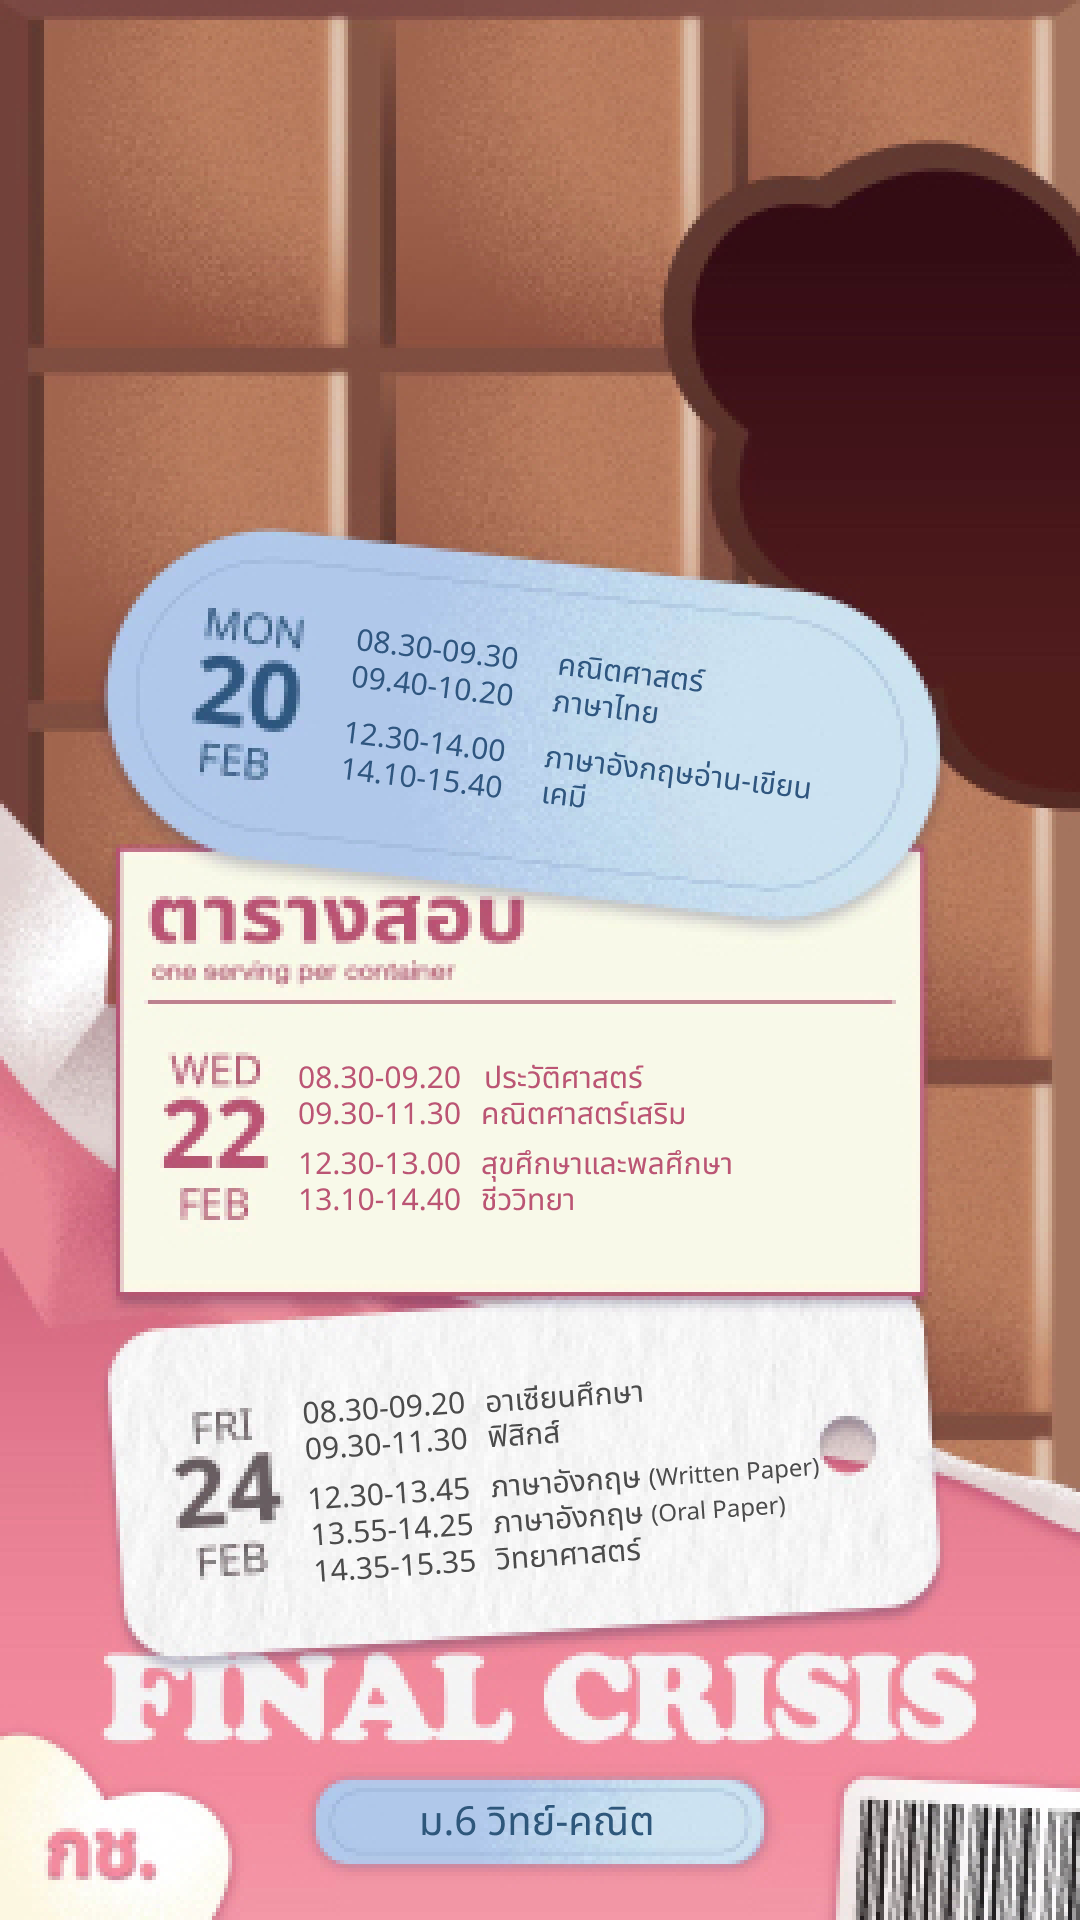 MON
20
FEB
08.30-09.30 คณิตศาสตร์
09.40-10.20 ภาษาไทย
12.30-14.00 ภาษาอังกฤษอ่าน-เขียน
14.10-15.40 เคมี
ตารางสอบ
one serving per container
WED
22
FEB
08.30-09.20 ประวัติศาสตร์
09.30-11.30 คณิตศาสตร์เสริม
12.30-13.00 สุขศึกษาและพลศึกษา
13.10-14.40 ชีววิทยา
FRI
24
FEB
08.30-09.20 อาเซียนศึกษา
09.30-11.30 ฟิสิกส์
12.30-13.45 ภาษาอังกฤษ (Written Paper)
13.55-14.25 ภาษาอังกฤษ (Oral Paper)
14.35-15.35 วิทยาศาสตร์
FINAL CRISIS
ม.6 วิทย์-คณิต
กช.